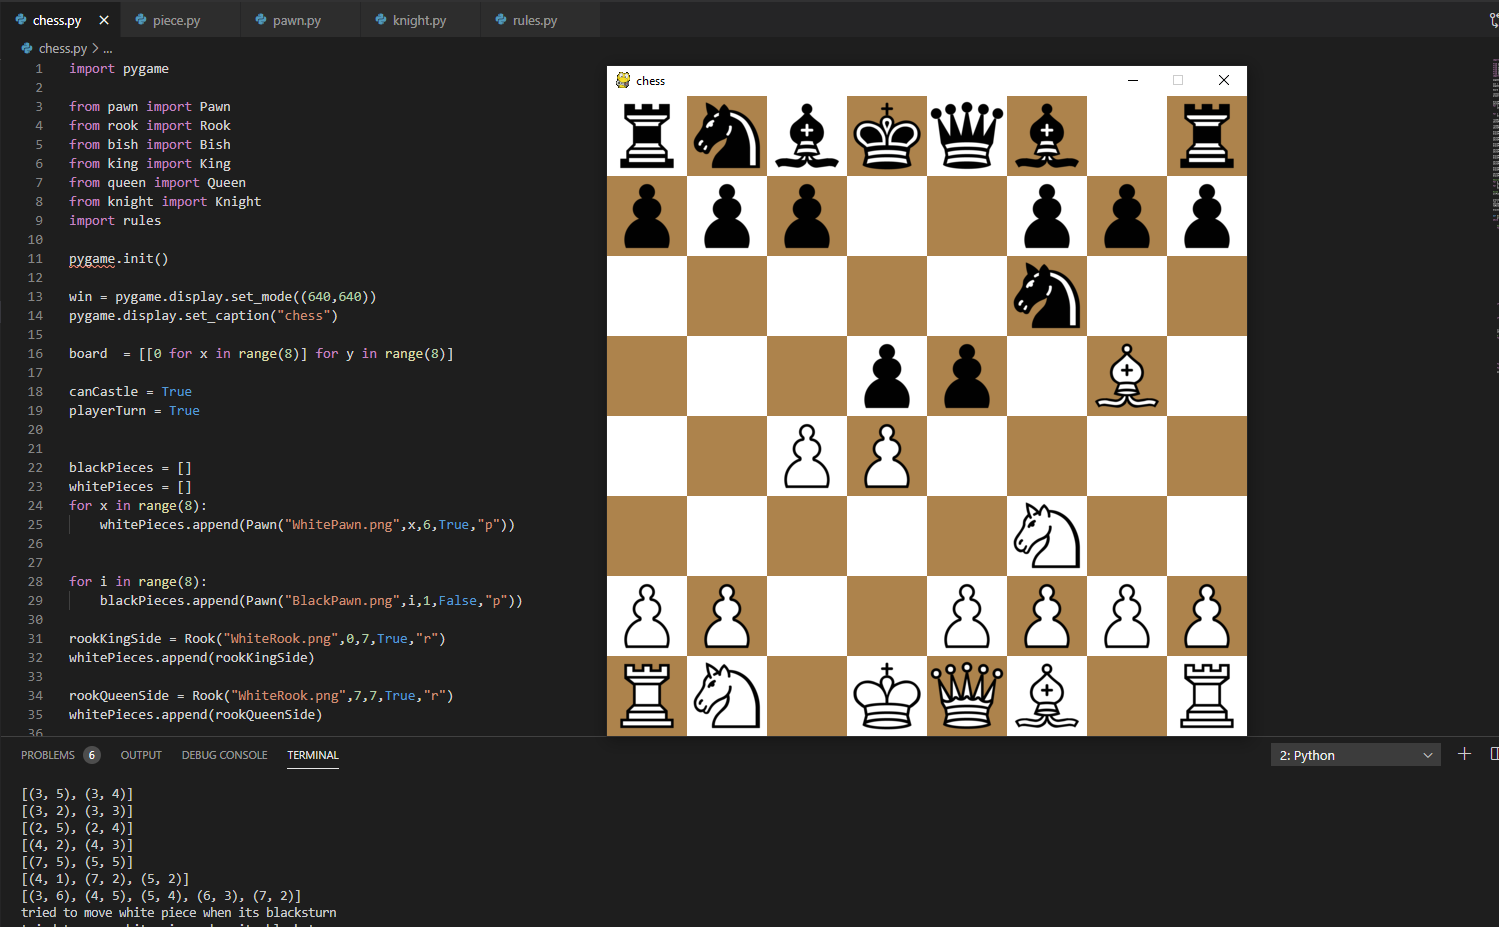 chess.py
piece.py
pawn.py
knight.py
rules.py
chess.py > ...
1 import pygame
2
3 from pawn import Pawn
4 from rook import Rook
5 from bish import Bish
6 from king import King
7 from queen import Queen
8 from knight import Knight
9 import rules
10
11 pygame.init()
12
13 win = pygame.display.set_mode((640,640))
14 pygame.display.set_caption("chess")
15
16 board  = [[0 for x in range(8)] for y in range(8)]
17
18 canCastle = True
19 playerTurn = True
20
21
22 blackPieces = []
23 whitePieces = []
24 for x in range(8):
25     whitePieces.append(Pawn("WhitePawn.png",x,6,True,"p"))
26
27
28 for i in range(8):
29     blackPieces.append(Pawn("BlackPawn.png",i,1,False,"p"))
30
31 rookKingSide = Rook("WhiteRook.png",0,7,True,"r")
32 whitePieces.append(rookKingSide)
33
34 rookQueenSide = Rook("WhiteRook.png",7,7,True,"r")
35 whitePieces.append(rookQueenSide)
36
chess
PROBLEMS 6 OUTPUT DEBUG CONSOLE TERMINAL
2: Python
[(3, 5), (3, 4)]
[(3, 2), (3, 3)]
[(2, 5), (2, 4)]
[(4, 2), (4, 3)]
[(7, 5), (5, 5)]
[(4, 1), (7, 2), (5, 2)]
[(3, 6), (4, 5), (5, 4), (6, 3), (7, 2)]
tried to move white piece when its blacksturn